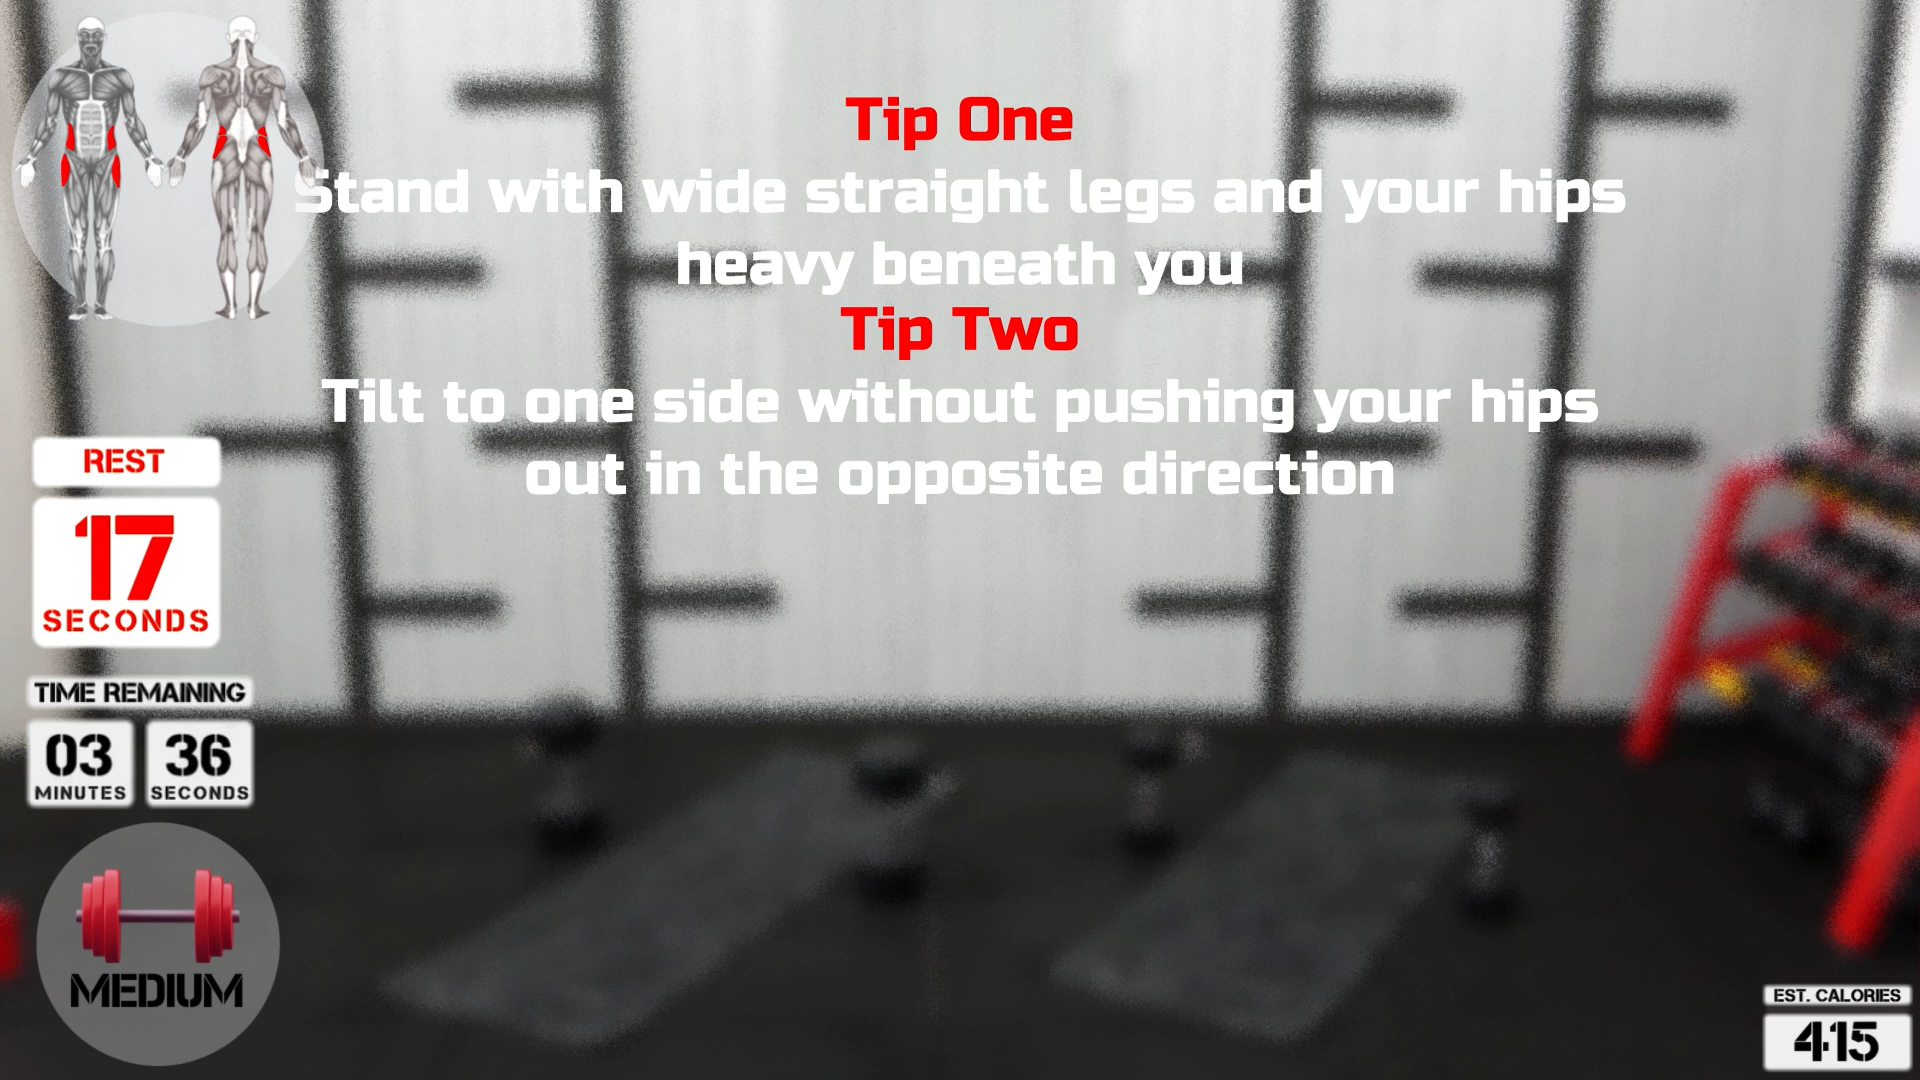 Tip One
Stand with wide straight legs and your hips
heavy beneath you
Tip Two
Tilt to one side without pushing your hips
out in the opposite direction
REST
17
SECONDS
TIME REMAINING
03 36
MINUTES SECONDS
MEDIUM
EST. CALORIES
415